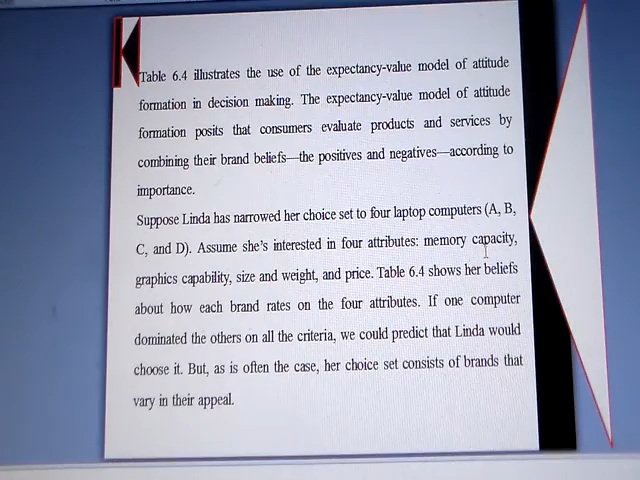 Table 6.4 illustrates the use of the expectancy-value model of attitude
formation in decision making. The expectancy-value model of attitude
formation posits that consumers evaluate products and services by
combining their brand beliefs—the positives and negatives—according to
importance.
Suppose Linda has narrowed her choice set to four laptop computers (A, B,
C, and D). Assume she's interested in four attributes: memory capacity,
graphics capability, size and weight, and price. Table 6.4 shows her beliefs
about how each brand rates on the four attributes. If one computer
dominated the others on all the criteria, we could predict that Linda would
choose it. But, as is often the case, her choice set consists of brands that
vary in their appeal.